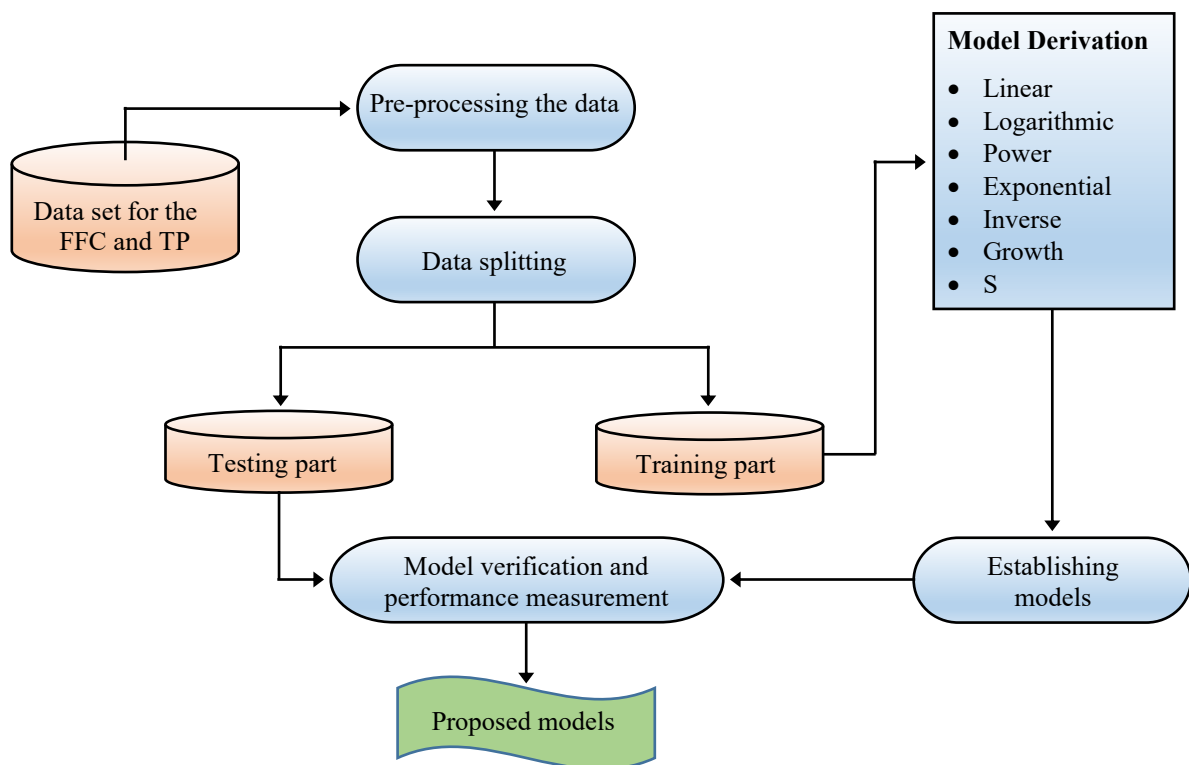 Pre-processing the data
Data set for the
FFC and TP
Data splitting
Model Derivation
• Linear
• Logarithmic
• Power
• Exponential
• Inverse
• Growth
• S
Testing part
Training part
Model verification and
performance measurement
Establishing
models
Proposed models